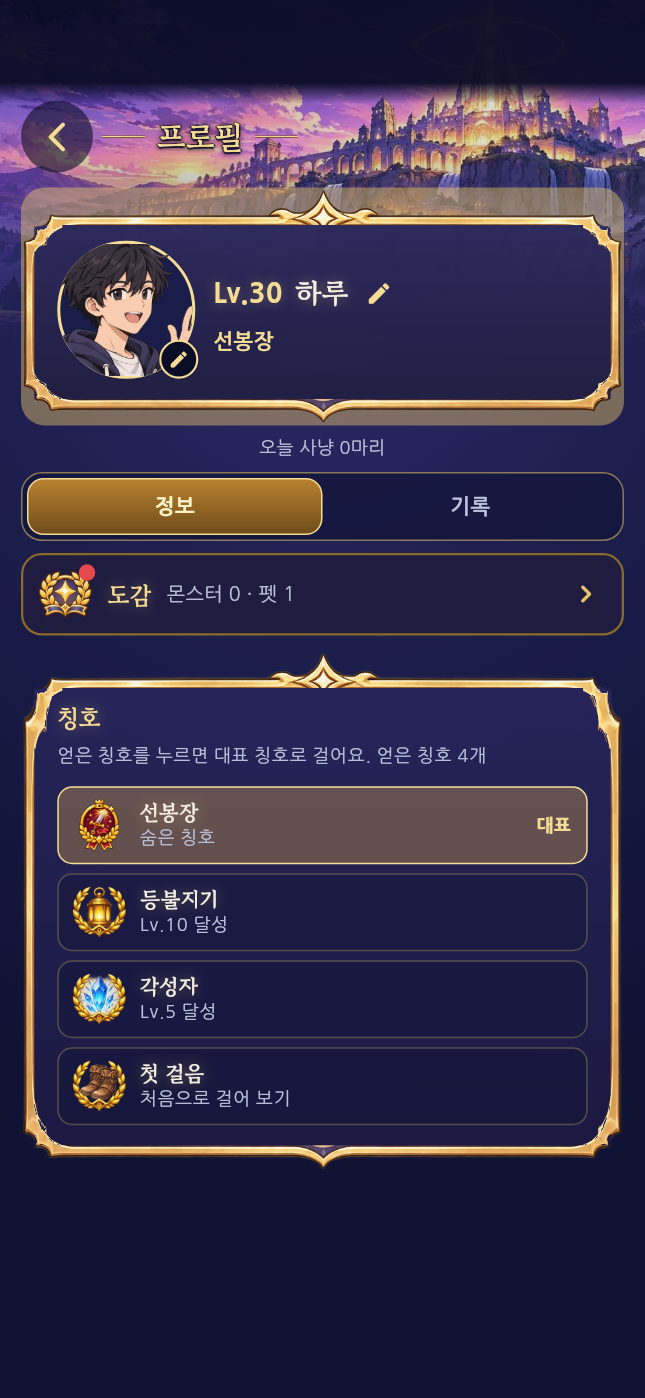 프로필
Lv.30 하루
선봉장
오늘 사냥 0마리
정보 기록
도감 몬스터 0 · 펫 1
칭호
얻은 칭호를 누르면 대표 칭호로 걸어요. 얻은 칭호 4개
선봉장
숨은 칭호
대표
등불지기
Lv.10 달성
각성자
Lv.5 달성
첫 걸음
처음으로 걸어 보기